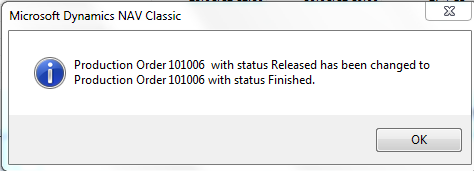 Microsoft Dynamics NAV Classic
Production Order 101006 with status Released has been changed to
Production Order 101006 with status Finished.
OK